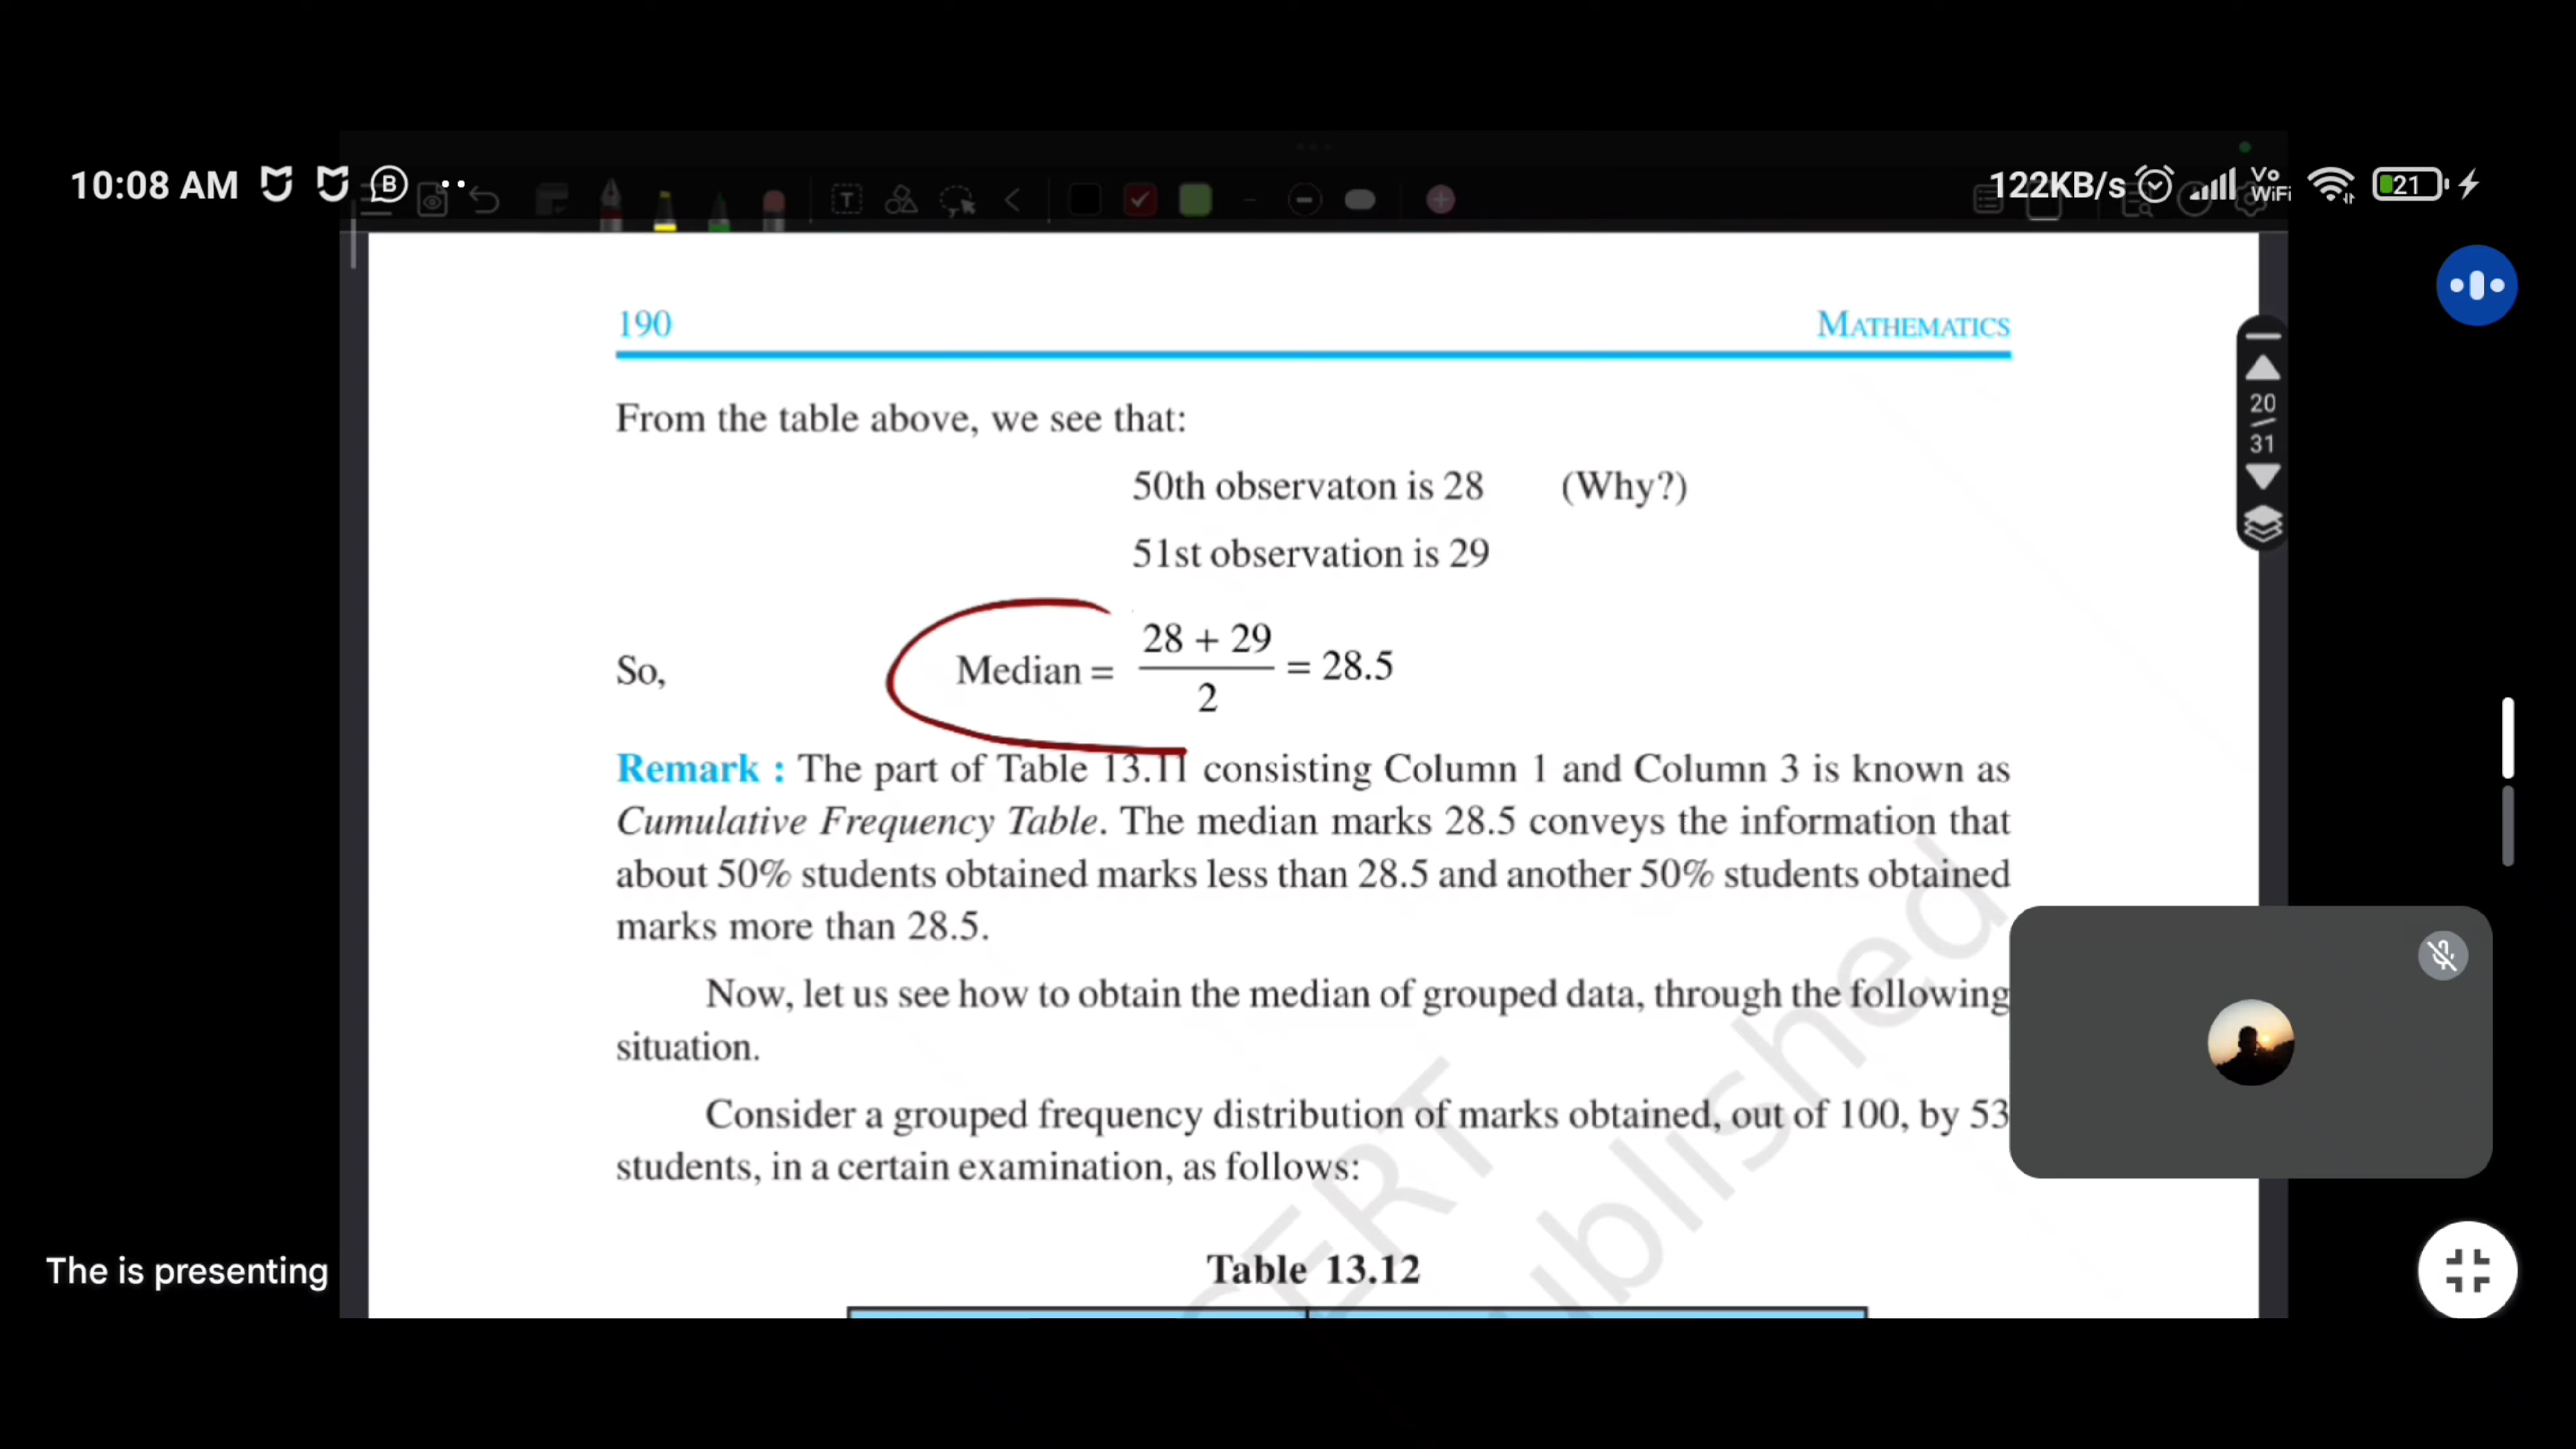 10:08 AM
122KB/s
Vo
WiFi
21
190
MATHEMATICS
From the table above, we see that:
50th observaton is 28 (Why?)
51st observation is 29
So, Median = 28 + 29 / 2 = 28.5
Remark : The part of Table 13.11 consisting Column 1 and Column 3 is known as
Cumulative Frequency Table. The median marks 28.5 conveys the information that
about 50% students obtained marks less than 28.5 and another 50% students obtained
marks more than 28.5.
Now, let us see how to obtain the median of grouped data, through the following
situation.
Consider a grouped frequency distribution of marks obtained, out of 100, by 53
students, in a certain examination, as follows:
Table 13.12
20
31
The is presenting